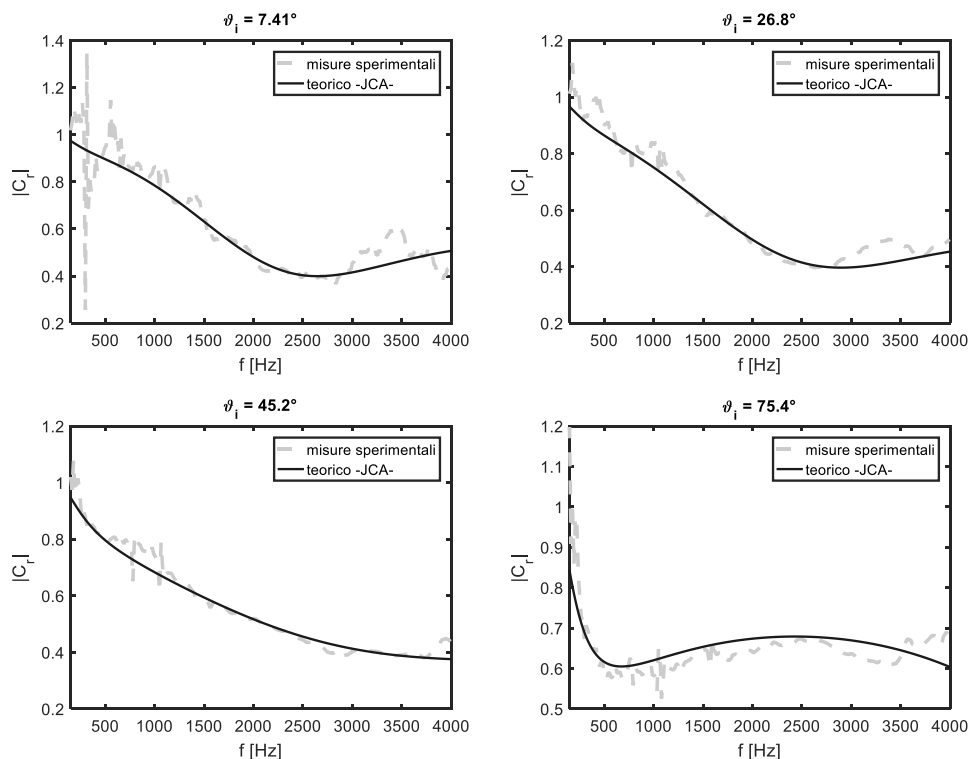 ϑi = 7.41°
1.4
1.2
1
0.8
0.6
0.4
0.2
|Cr|
misure sperimentali
teorico -JCA-
500 1000 1500 2000 2500 3000 3500 4000
f [Hz]
ϑi = 26.8°
1.2
1
0.8
0.6
0.4
0.2
|Cr|
misure sperimentali
teorico -JCA-
500 1000 1500 2000 2500 3000 3500 4000
f [Hz]
ϑi = 45.2°
1.2
1
0.8
0.6
0.4
0.2
|Cr|
misure sperimentali
teorico -JCA-
500 1000 1500 2000 2500 3000 3500 4000
f [Hz]
ϑi = 75.4°
1.2
1.1
1
0.9
0.8
0.7
0.6
0.5
|Cr|
misure sperimentali
teorico -JCA-
500 1000 1500 2000 2500 3000 3500 4000
f [Hz]